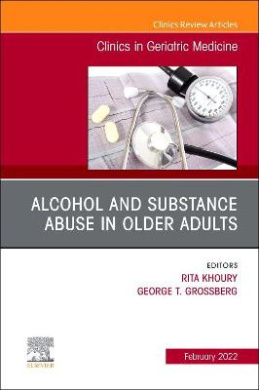 Clinics Review Articles
Clinics in Geriatric Medicine
ALCOHOL AND SUBSTANCE
ABUSE IN OLDER ADULTS
EDITORS
RITA KHOURY
GEORGE T. GROSSBERG
ELSEVIER
February 2022